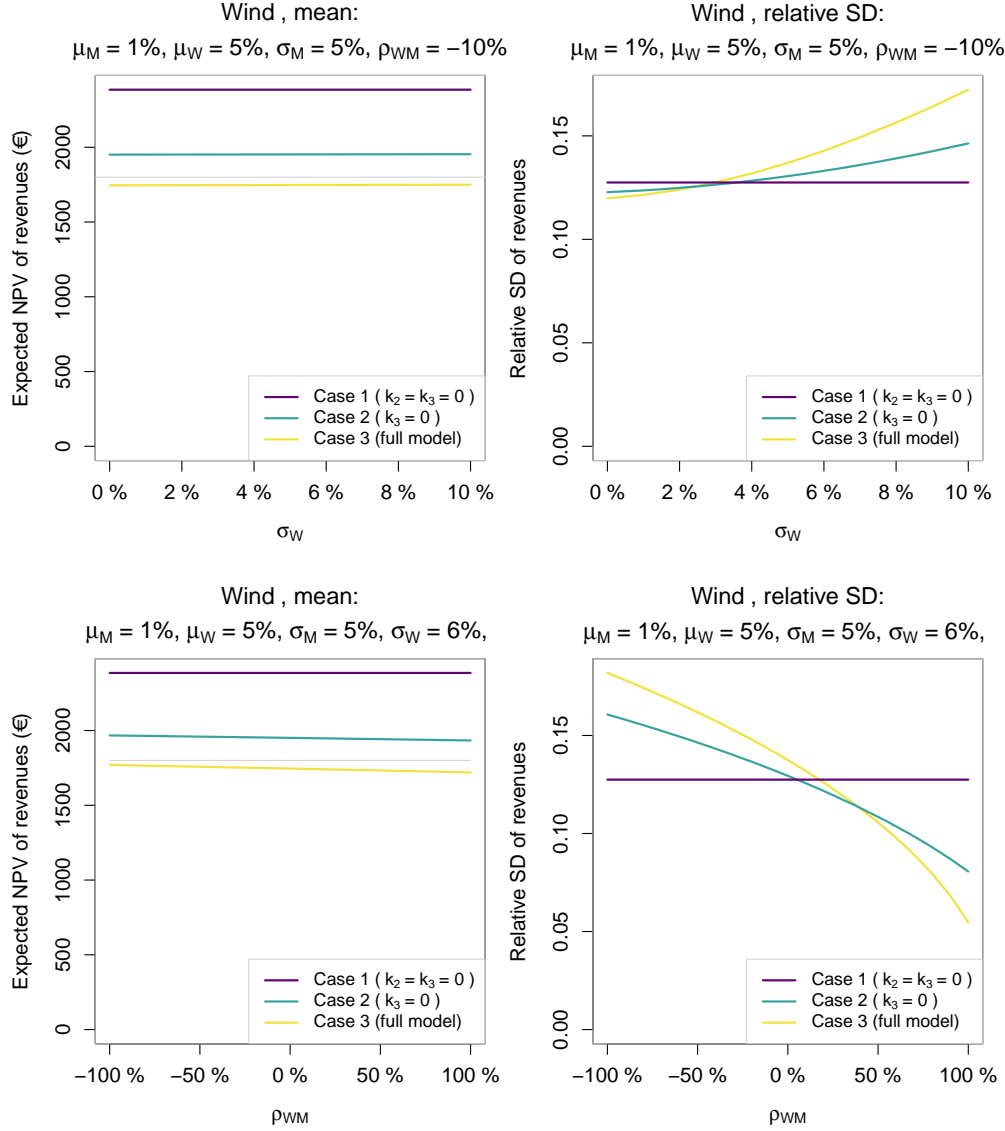 Wind , mean:
μM = 1%, μW = 5%, σM = 5%, ρWM = −10%
Expected NPV of revenues (€)
2000
1500
1000
500
0
Case 1 ( k2 = k3 = 0 )
Case 2 ( k3 = 0 )
Case 3 (full model)
0 % 2 % 4 % 6 % 8 % 10 %
σW
Wind , relative SD:
μM = 1%, μW = 5%, σM = 5%, ρWM = −10%
Relative SD of revenues
0.15
0.10
0.05
0.00
Case 1 ( k2 = k3 = 0 )
Case 2 ( k3 = 0 )
Case 3 (full model)
0 % 2 % 4 % 6 % 8 % 10 %
σW
Wind , mean:
μM = 1%, μW = 5%, σM = 5%, σW = 6%,
Expected NPV of revenues (€)
2000
1500
1000
500
0
Case 1 ( k2 = k3 = 0 )
Case 2 ( k3 = 0 )
Case 3 (full model)
−100 % −50 % 0 % 50 % 100 %
ρWM
Wind , relative SD:
μM = 1%, μW = 5%, σM = 5%, σW = 6%,
Relative SD of revenues
0.15
0.10
0.05
0.00
Case 1 ( k2 = k3 = 0 )
Case 2 ( k3 = 0 )
Case 3 (full model)
−100 % −50 % 0 % 50 % 100 %
ρWM